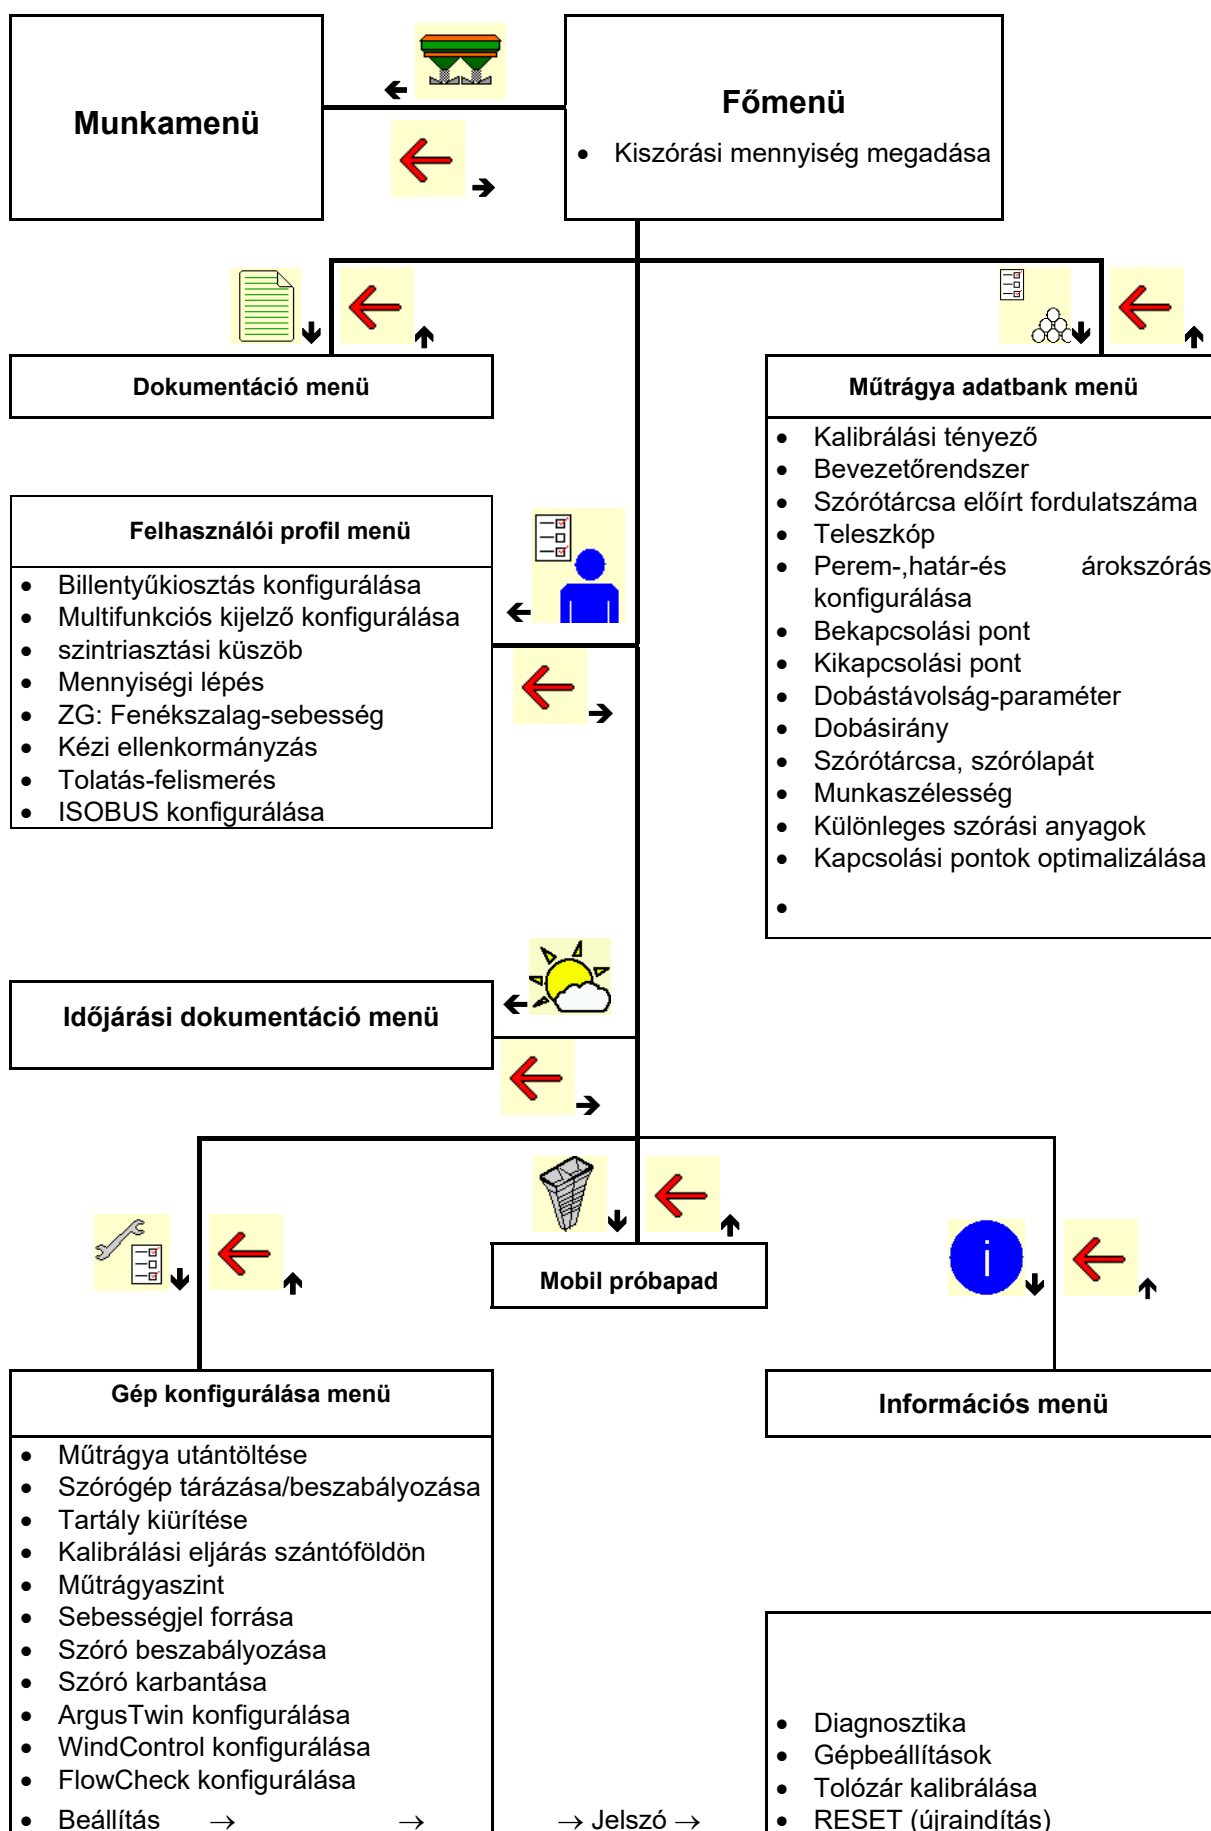 Munkamenü
Főmenü
• Kiszórási mennyiség megadása
Dokumentáció menü
Műtrágya adatbank menü
• Kalibrálási tényező
• Bevezetőrendszer
• Szórótárcsa előírt fordulatszáma
• Teleszkóp
• Perem-,határ-és árokszórás
konfigurálása
• Bekapcsolási pont
• Kikapcsolási pont
• Dobástávolság-paraméter
• Dobásirány
• Szórótárcsa, szórólapát
• Munkaszélesség
• Különleges szórási anyagok
• Kapcsolási pontok optimalizálása
•
Felhasználói profil menü
• Billentyűkiosztás konfigurálása
• Multifunkciós kijelző konfigurálása
• szintriasztási küszöb
• Mennyiségi lépés
• ZG: Fenékszalag-sebesség
• Kézi ellenkormányzás
• Tolatás-felismerés
• ISOBUS konfigurálása
Időjárási dokumentáció menü
Mobil próbapad
i
Gép konfigurálása menü
• Műtrágya utántöltése
• Szórógép tárázása/beszabályozása
• Tartály kiürítése
• Kalibrálási eljárás szántóföldön
• Műtrágyaszint
• Sebességjel forrása
• Szóró beszabályozása
• Szóró karbantása
• ArgusTwin konfigurálása
• WindControl konfigurálása
• FlowCheck konfigurálása
• Beállítás → → → Jelszó →
Információs menü
• Diagnosztika
• Gépbeállítások
• Tolózár kalibrálása
• RESET (újraindítás)